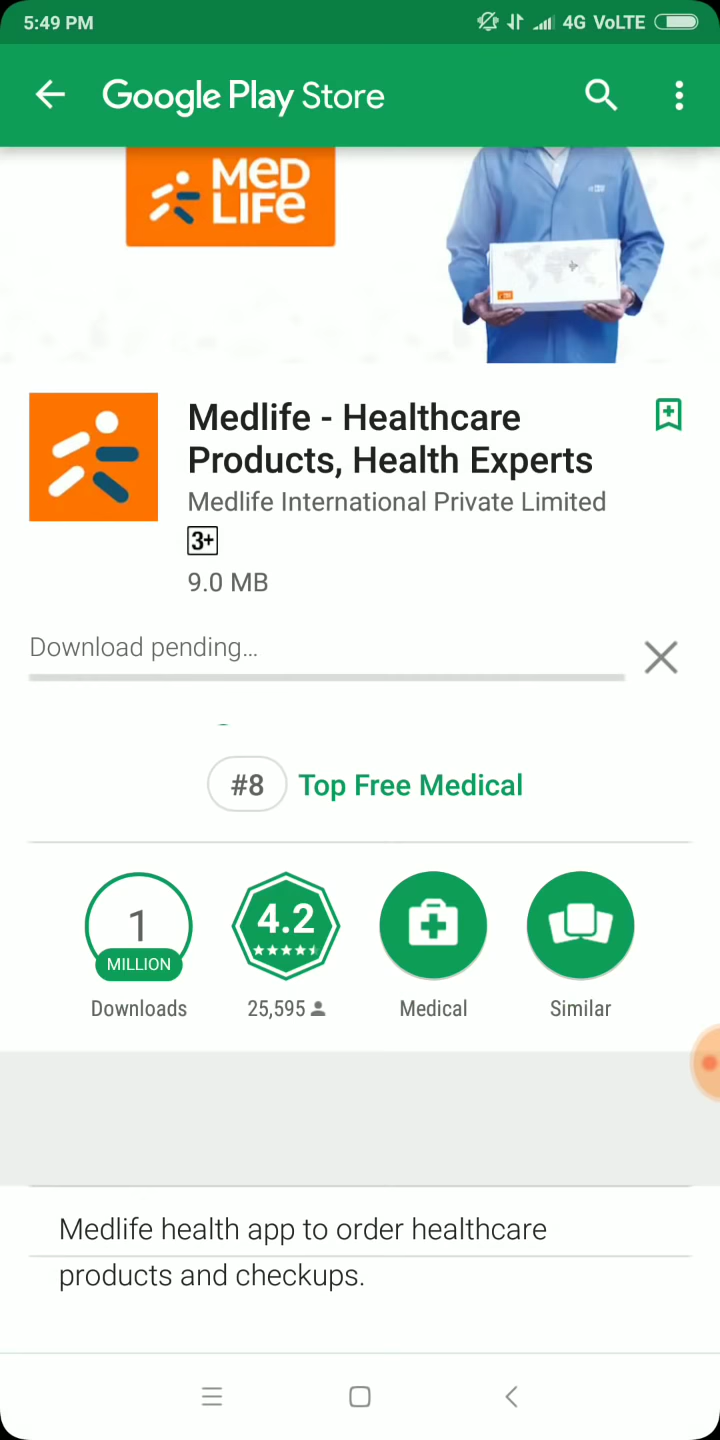 5:49 PM
4G VoLTE
Google Play Store
MeD
LIFe
Medlife - Healthcare
Products, Health Experts
Medlife International Private Limited
3+
9.0 MB
Download pending...
#8 Top Free Medical
1
MILLION
Downloads
4.2
25,595
Medical
Similar
Medlife health app to order healthcare
products and checkups.